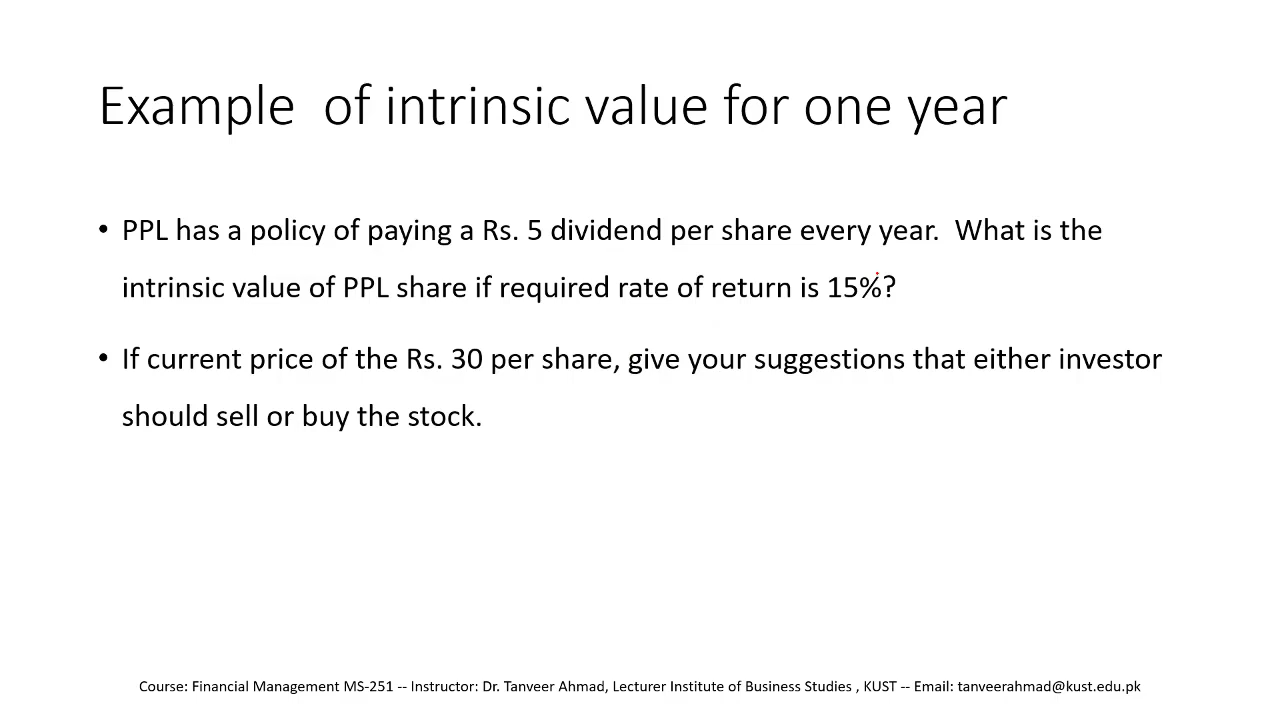 Example  of intrinsic value for one year
• PPL has a policy of paying a Rs. 5 dividend per share every year.  What is the
intrinsic value of PPL share if required rate of return is 15%?
• If current price of the Rs. 30 per share, give your suggestions that either investor
should sell or buy the stock.
Course: Financial Management MS-251 -- Instructor: Dr. Tanveer Ahmad, Lecturer Institute of Business Studies , KUST -- Email: tanveerahmad@kust.edu.pk